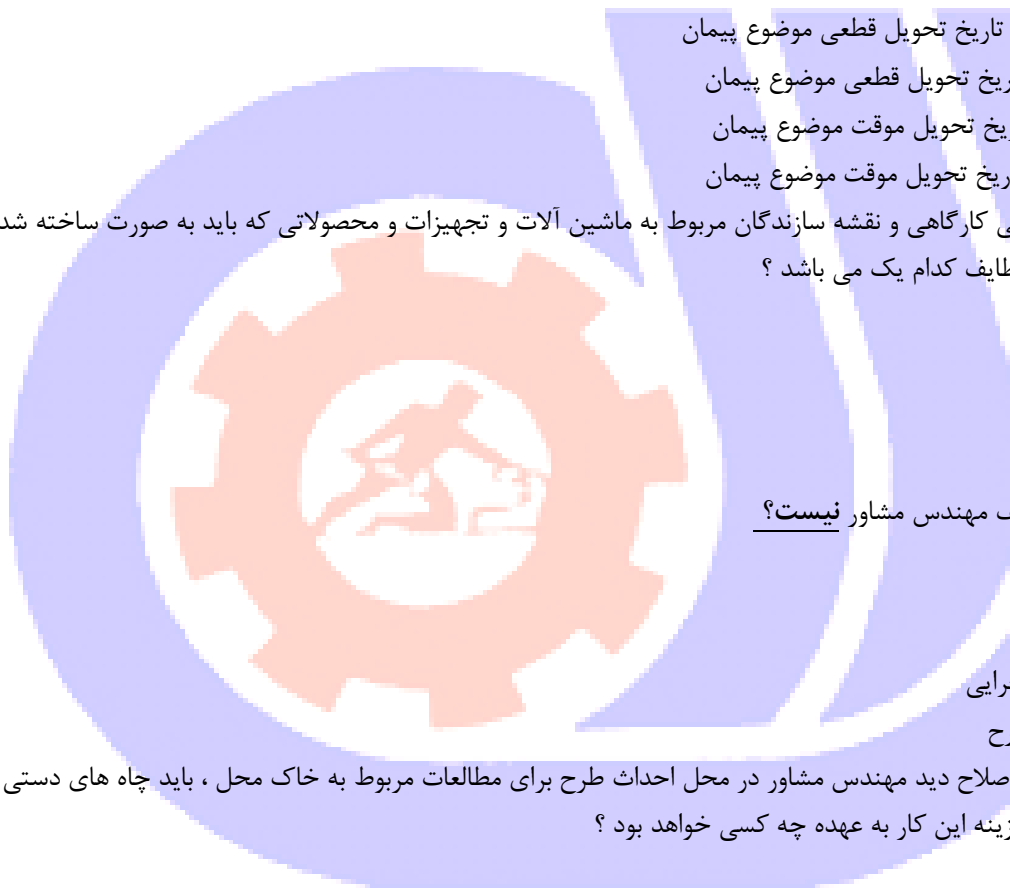 تاریخ تحویل قطعی موضوع پیمان
ریخ تحویل قطعی موضوع پیمان
یخ تحویل موقت موضوع پیمان
ریخ تحویل موقت موضوع پیمان
ی کارگاهی و نقشه سازندگان مربوط به ماشین آلات و تجهیزات و محصولاتی که باید به صورت ساخته شد
ظایف کدام یک می باشد ؟
ف مهندس مشاور نیست؟
رایی
رح
صلاح دید مهندس مشاور در محل احداث طرح برای مطالعات مربوط به خاک محل ، باید چاه های دستی
زینه این کار به عهده چه کسی خواهد بود ؟